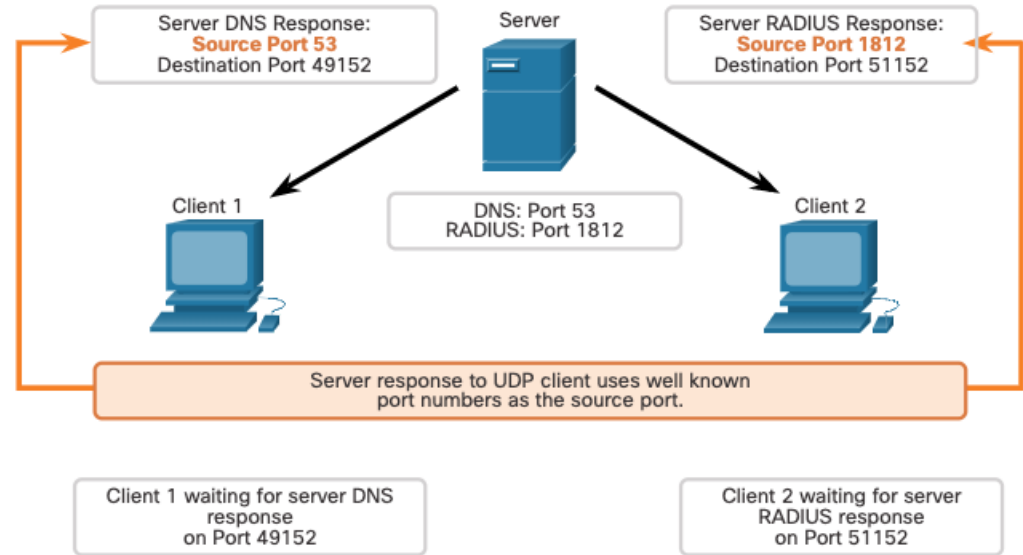 Server DNS Response:
Source Port 53
Destination Port 49152
Server
Server RADIUS Response:
Source Port 1812
Destination Port 51152
Client 1
DNS: Port 53
RADIUS: Port 1812
Client 2
Server response to UDP client uses well known
port numbers as the source port.
Client 1 waiting for server DNS
response
on Port 49152
Client 2 waiting for server
RADIUS response
on Port 51152